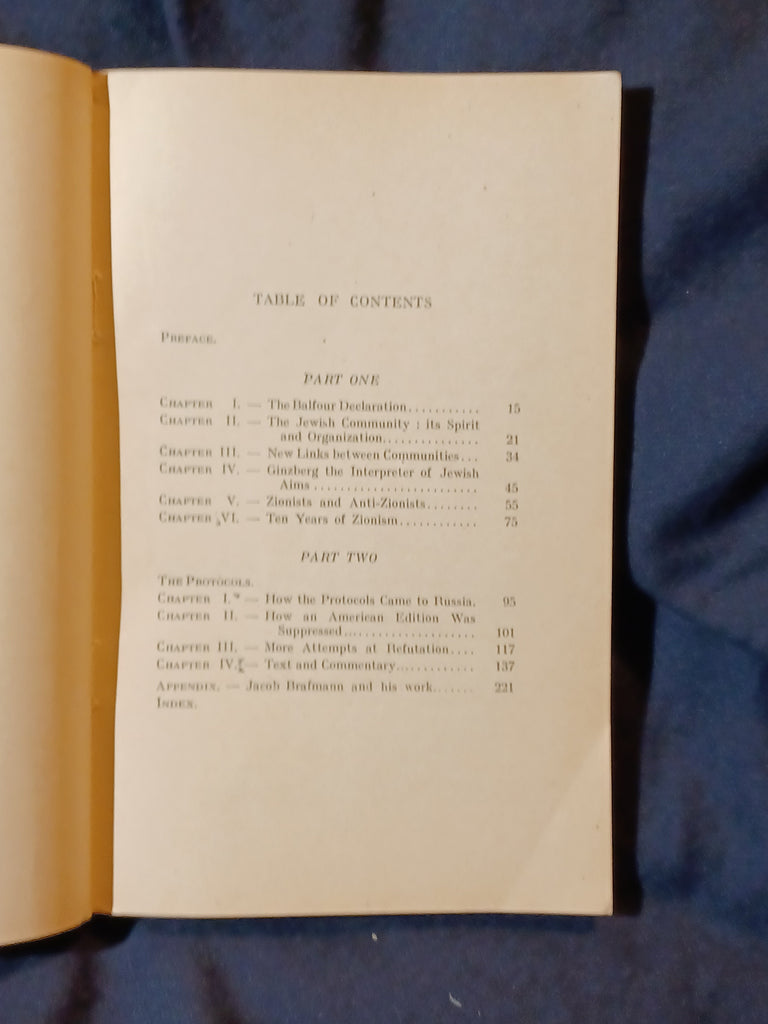 TABLE OF CONTENTS
PREFACE.
PART ONE
CHAPTER I. — The Balfour Declaration........... 15
CHAPTER II. — The Jewish Community : its Spirit
and Organization............... 21
CHAPTER III. — New Links between Communities... 34
CHAPTER IV. — Ginzberg the Interpreter of Jewish
Aims .......................... 45
CHAPTER V. — Zionists and Anti-Zionists........ 55
CHAPTER VI. — Ten Years of Zionism............ 75
PART TWO
THE PROTOCOLS.
CHAPTER I. — How the Protocols Came to Russia. 95
CHAPTER II. — How an American Edition Was
Suppressed..................... 101
CHAPTER III. — More Attempts at Refutation.... 117
CHAPTER IV. — Text and Commentary............ 137
APPENDIX. — Jacob Brafmann and his work....... 221
INDEX.